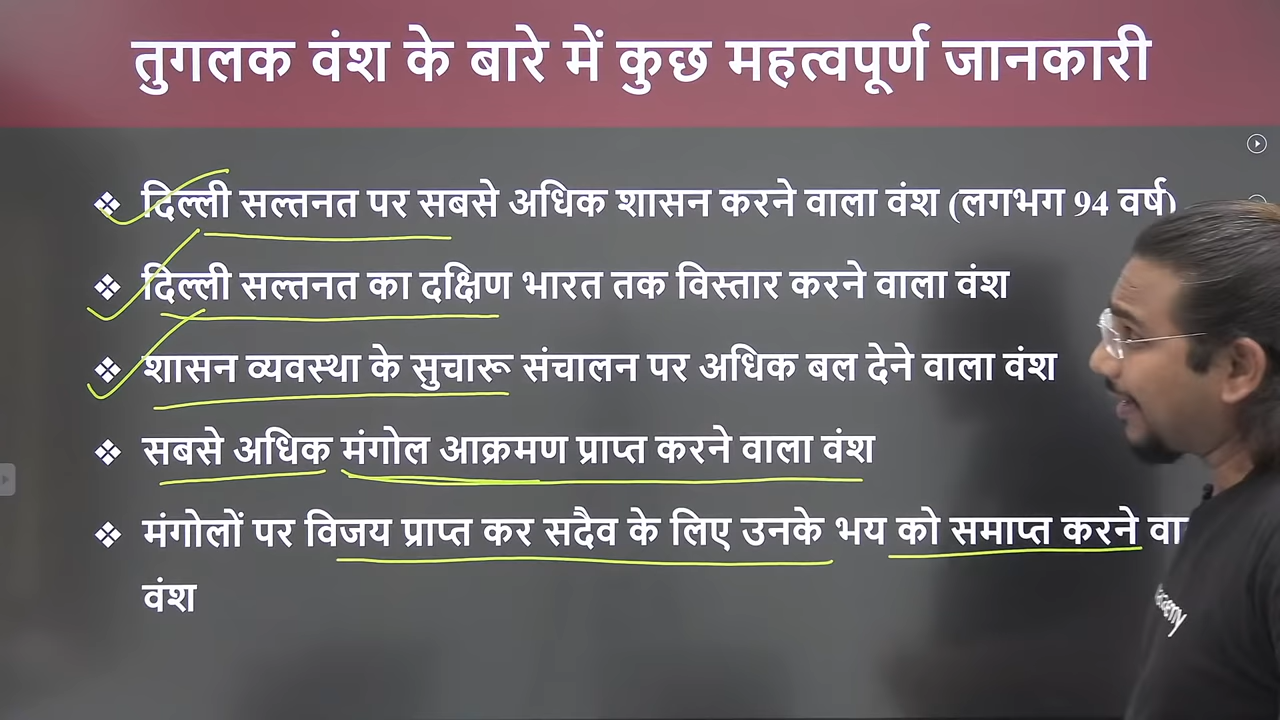 तुगलक वंश के बारे में कुछ महत्वपूर्ण जानकारी
❖ दिल्ली सल्तनत पर सबसे अधिक शासन करने वाला वंश (लगभग 94 वर्ष)
❖ दिल्ली सल्तनत का दक्षिण भारत तक विस्तार करने वाला वंश
❖ शासन व्यवस्था के सुचारू संचालन पर अधिक बल देने वाला वंश
❖ सबसे अधिक मंगोल आक्रमण प्राप्त करने वाला वंश
❖ मंगोलों पर विजय प्राप्त कर सदैव के लिए उनके भय को समाप्त करने
वंश